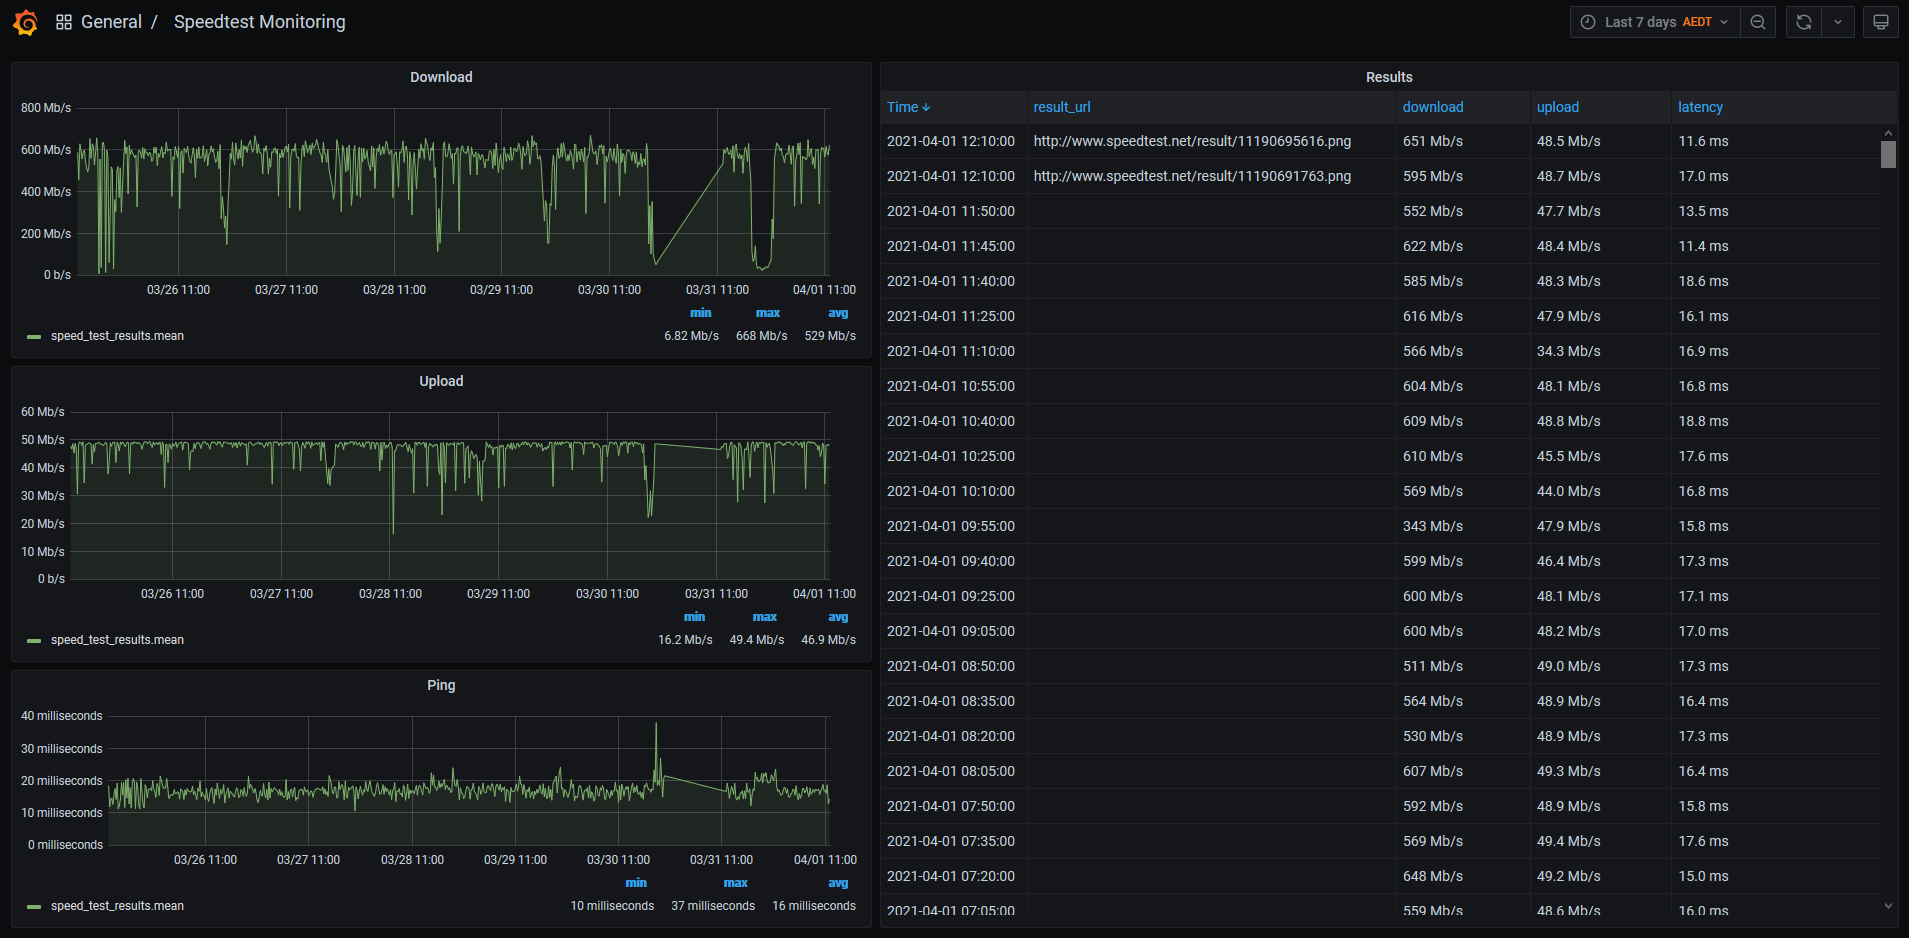 General / Speedtest Monitoring
Last 7 days AEDT
Download
800 Mb/s
600 Mb/s
400 Mb/s
200 Mb/s
0 b/s
03/26 11:00 03/27 11:00 03/28 11:00 03/29 11:00 03/30 11:00 03/31 11:00 04/01 11:00
min max avg
speed_test_results.mean 6.82 Mb/s 668 Mb/s 529 Mb/s
Upload
60 Mb/s
50 Mb/s
40 Mb/s
30 Mb/s
20 Mb/s
10 Mb/s
0 b/s
03/26 11:00 03/27 11:00 03/28 11:00 03/29 11:00 03/30 11:00 03/31 11:00 04/01 11:00
min max avg
speed_test_results.mean 16.2 Mb/s 49.4 Mb/s 46.9 Mb/s
Ping
40 milliseconds
30 milliseconds
20 milliseconds
10 milliseconds
0 milliseconds
03/26 11:00 03/27 11:00 03/28 11:00 03/29 11:00 03/30 11:00 03/31 11:00 04/01 11:00
min max avg
speed_test_results.mean 10 milliseconds 37 milliseconds 16 milliseconds
Results
Time result_url download upload latency
2021-04-01 12:10:00 http://www.speedtest.net/result/11190695616.png 651 Mb/s 48.5 Mb/s 11.6 ms
2021-04-01 12:10:00 http://www.speedtest.net/result/11190691763.png 595 Mb/s 48.7 Mb/s 17.0 ms
2021-04-01 11:50:00 552 Mb/s 47.7 Mb/s 13.5 ms
2021-04-01 11:45:00 622 Mb/s 48.4 Mb/s 11.4 ms
2021-04-01 11:40:00 585 Mb/s 48.3 Mb/s 18.6 ms
2021-04-01 11:25:00 616 Mb/s 47.9 Mb/s 16.1 ms
2021-04-01 11:10:00 566 Mb/s 34.3 Mb/s 16.9 ms
2021-04-01 10:55:00 604 Mb/s 48.1 Mb/s 16.8 ms
2021-04-01 10:40:00 609 Mb/s 48.8 Mb/s 18.8 ms
2021-04-01 10:25:00 610 Mb/s 45.5 Mb/s 17.6 ms
2021-04-01 10:10:00 569 Mb/s 44.0 Mb/s 16.8 ms
2021-04-01 09:55:00 343 Mb/s 47.9 Mb/s 15.8 ms
2021-04-01 09:40:00 599 Mb/s 46.4 Mb/s 17.3 ms
2021-04-01 09:25:00 600 Mb/s 48.1 Mb/s 17.1 ms
2021-04-01 09:05:00 600 Mb/s 48.2 Mb/s 17.0 ms
2021-04-01 08:50:00 511 Mb/s 49.0 Mb/s 17.3 ms
2021-04-01 08:35:00 564 Mb/s 48.9 Mb/s 16.4 ms
2021-04-01 08:20:00 530 Mb/s 48.9 Mb/s 17.3 ms
2021-04-01 08:05:00 607 Mb/s 49.3 Mb/s 16.4 ms
2021-04-01 07:50:00 592 Mb/s 48.9 Mb/s 15.8 ms
2021-04-01 07:35:00 569 Mb/s 49.4 Mb/s 17.6 ms
2021-04-01 07:20:00 648 Mb/s 49.2 Mb/s 15.0 ms
2021-04-01 07:05:00 559 Mb/s 48.6 Mb/s 16.0 ms